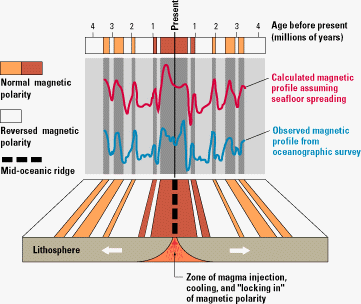 Present
4 3 2 1 0 1 2 3 4
Age before present
(millions of years)
Normal magnetic
polarity
Reversed magnetic
polarity
Mid-oceanic ridge
Calculated magnetic
profile assuming
seafloor spreading
Observed magnetic
profile from
oceanographic survey
Lithosphere
Zone of magma injection,
cooling, and "locking in"
of magnetic polarity